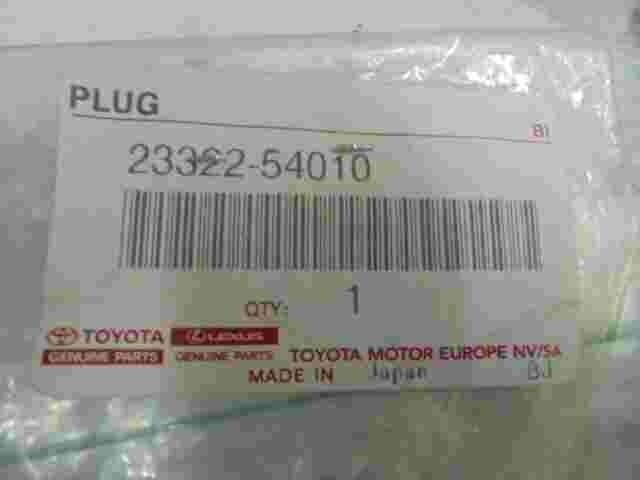 PLUG
B1
23322-54010
QTY: 1
TOYOTA LEXUS
GENUINE PARTS GENUINE PARTS TOYOTA MOTOR EUROPE NV/SA
MADE IN Japan BJ